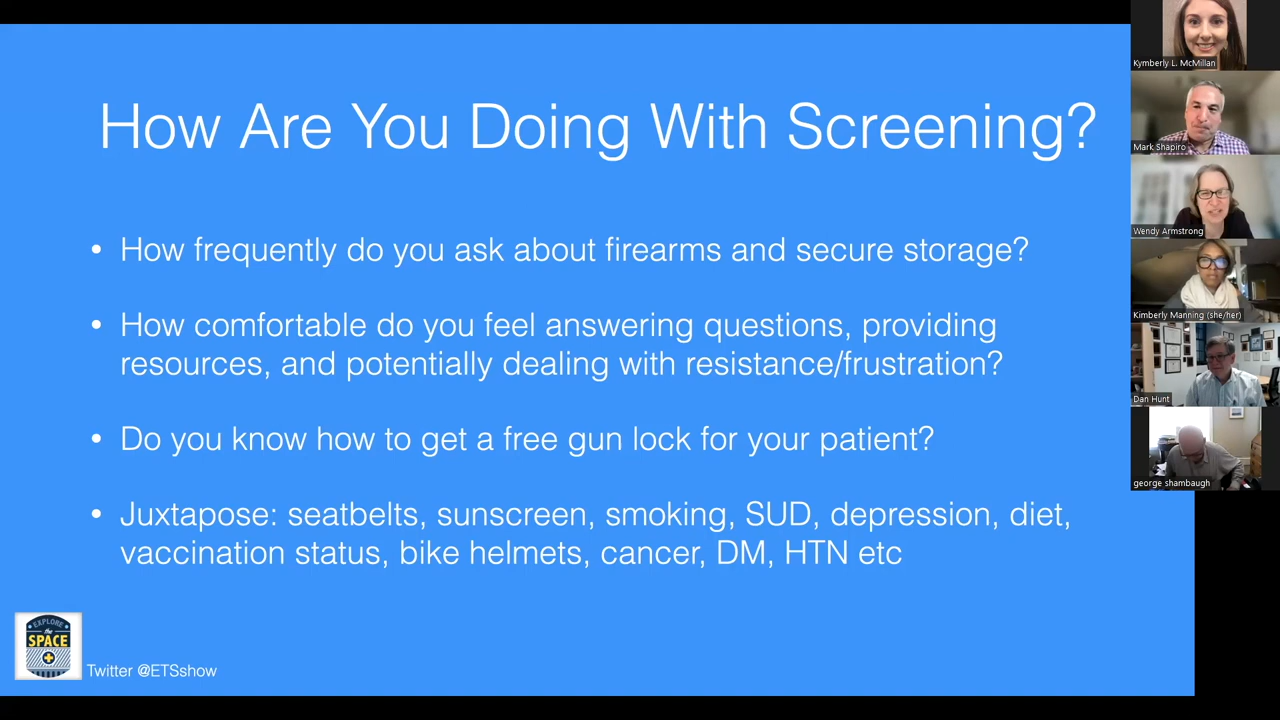 How Are You Doing With Screening?
• How frequently do you ask about firearms and secure storage?
• How comfortable do you feel answering questions, providing
resources, and potentially dealing with resistance/frustration?
• Do you know how to get a free gun lock for your patient?
• Juxtapose: seatbelts, sunscreen, smoking, SUD, depression, diet,
vaccination status, bike helmets, cancer, DM, HTN etc
EXPLORE
the
SPACE
Twitter @ETSshow
Kymberly L. McMillan
Mark Shapiro
Wendy Armstrong
Kimberly Manning (she/her)
Dan Hunt
george shambaugh